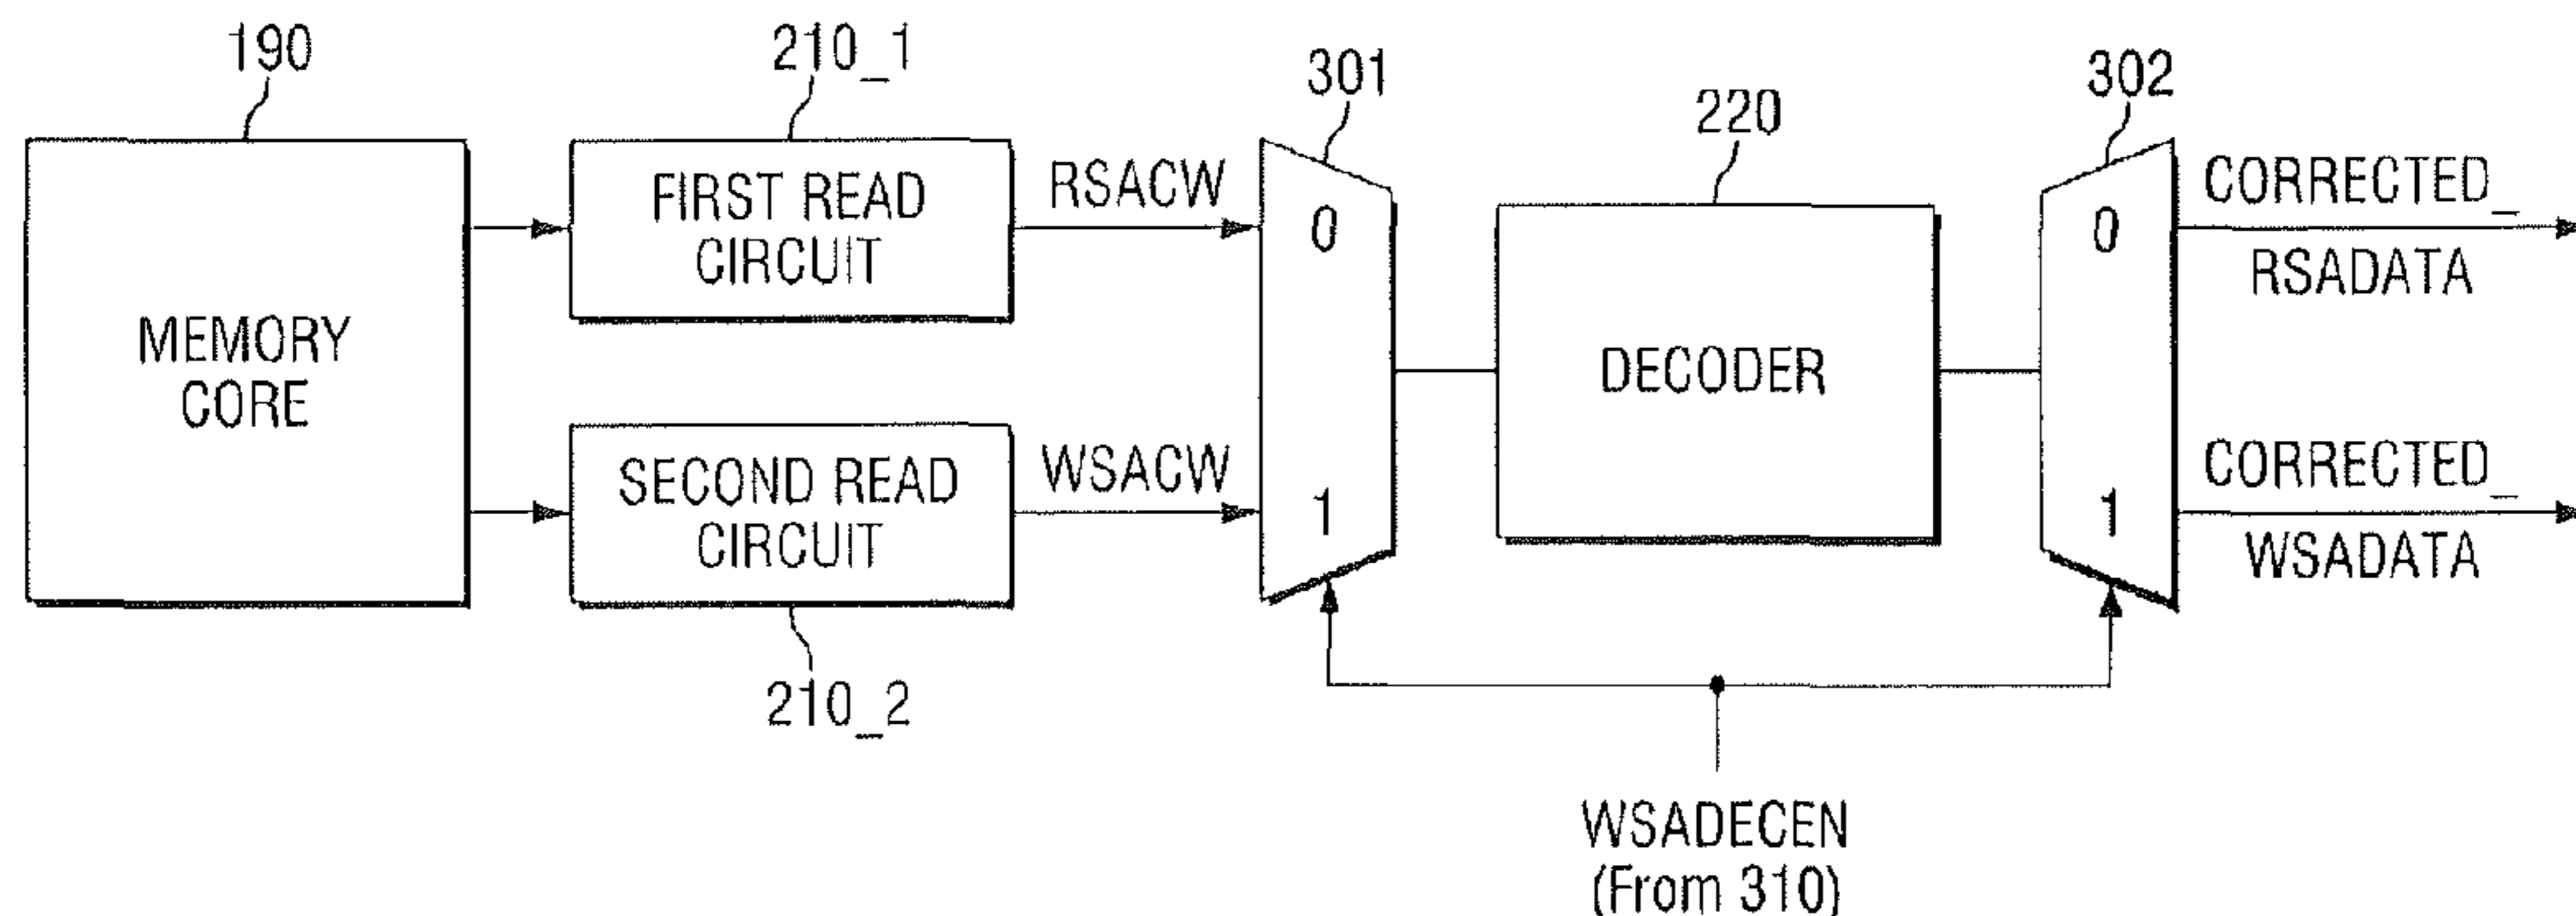 190
210_1
301
220
302
MEMORY
CORE
FIRST READ
CIRCUIT
RSACW
0
DECODER
0
CORRECTED_
RSADATA
SECOND READ
CIRCUIT
WSACW
1
1
CORRECTED_
WSADATA
210_2
WSADECEN
(From 310)